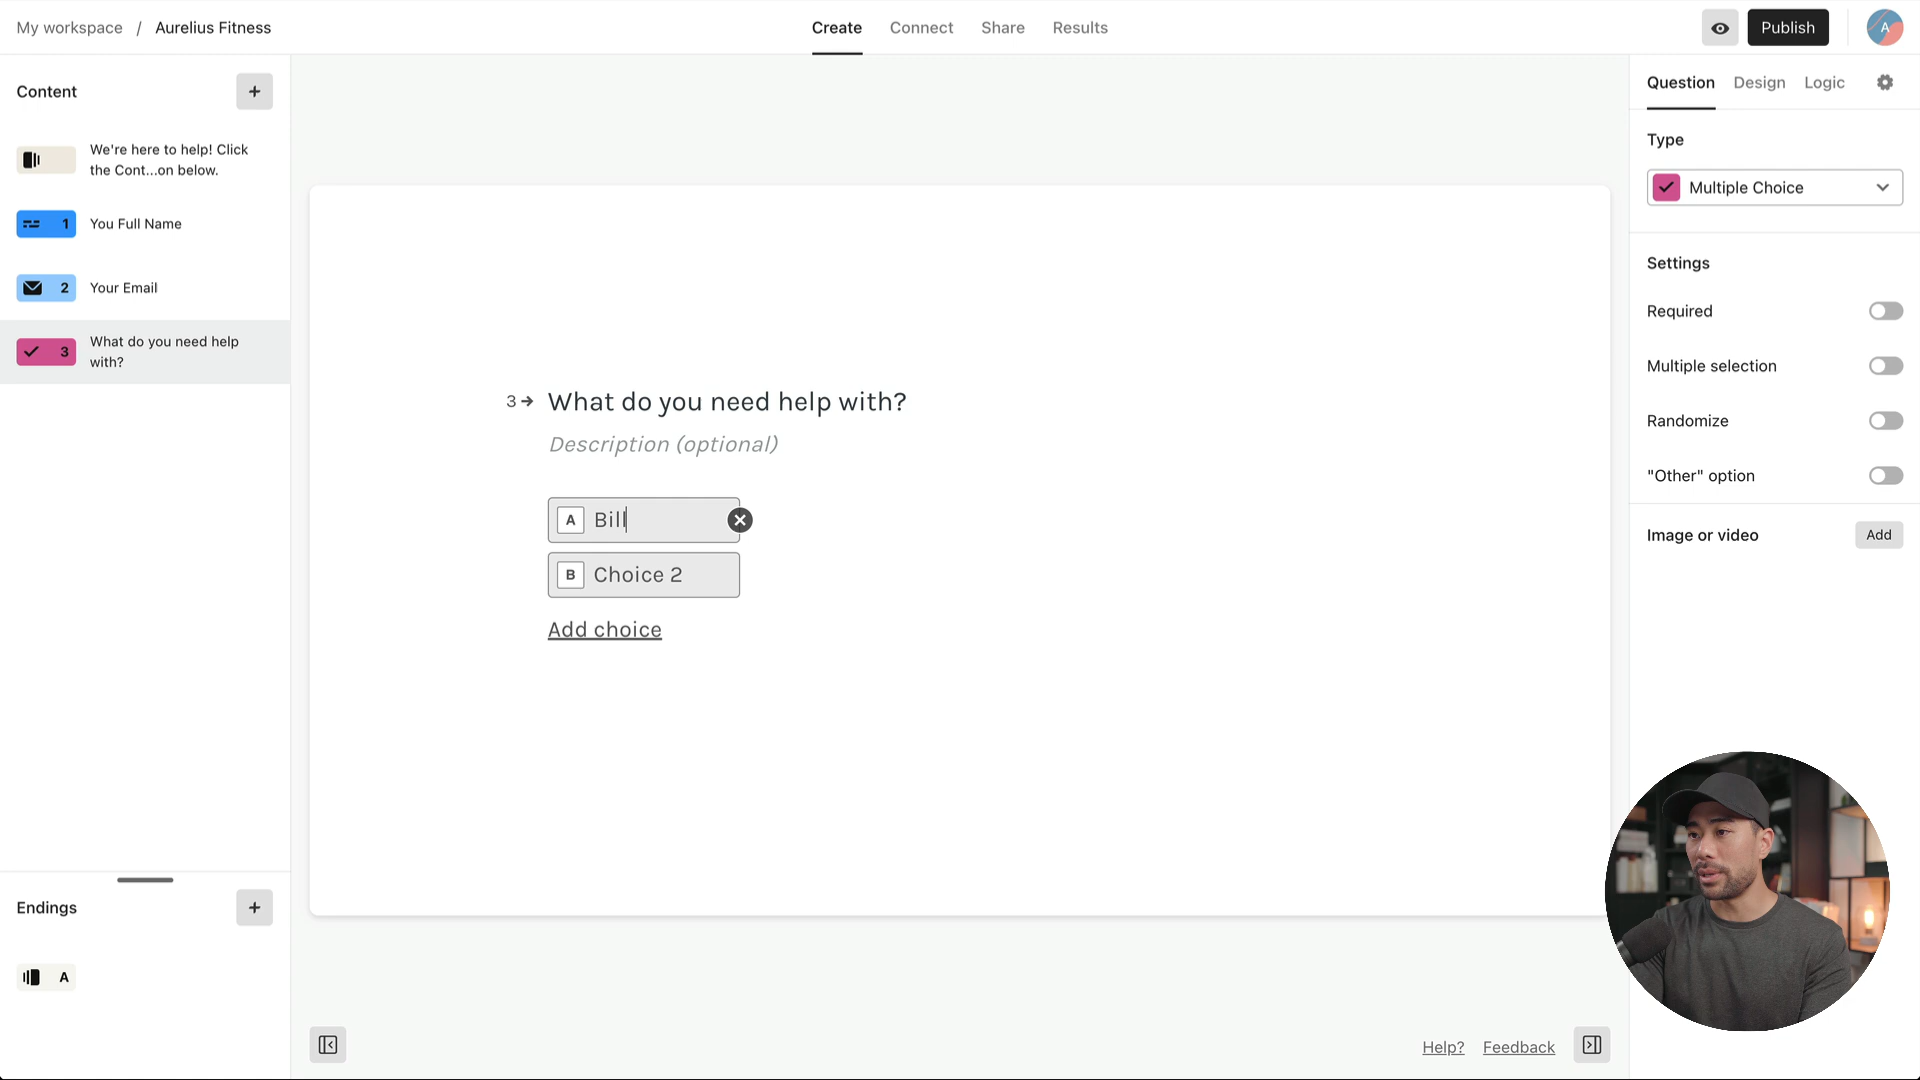 My workspace / Aurelius Fitness
Create Connect Share Results
Publish
A
Content
+
We're here to help! Click
the Cont...on below.
1 You Full Name
2 Your Email
3 What do you need help
with?
Endings
+
A
3 → What do you need help with?
Description (optional)
A Bill
B Choice 2
Add choice
Help? Feedback
Question Design Logic
Type
Multiple Choice
Settings
Required
Multiple selection
Randomize
"Other" option
Image or video Add